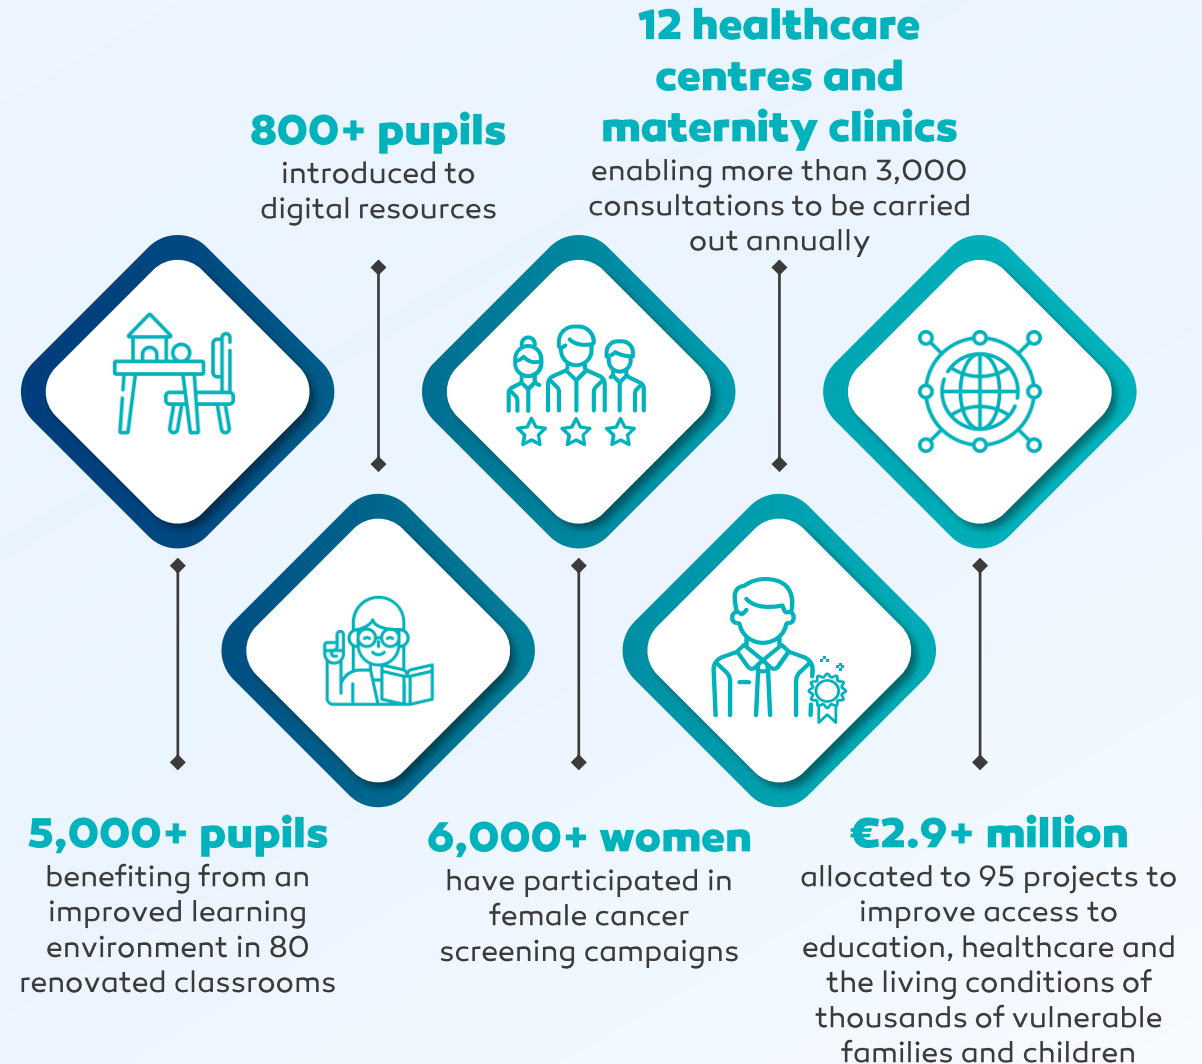 12 healthcare
centres and
maternity clinics
enabling more than 3,000
consultations to be carried
out annually
800+ pupils
introduced to
digital resources
5,000+ pupils
benefiting from an
improved learning
environment in 80
renovated classrooms
6,000+ women
have participated in
female cancer
screening campaigns
€2.9+ million
allocated to 95 projects to
improve access to
education, healthcare and
the living conditions of
thousands of vulnerable
families and children